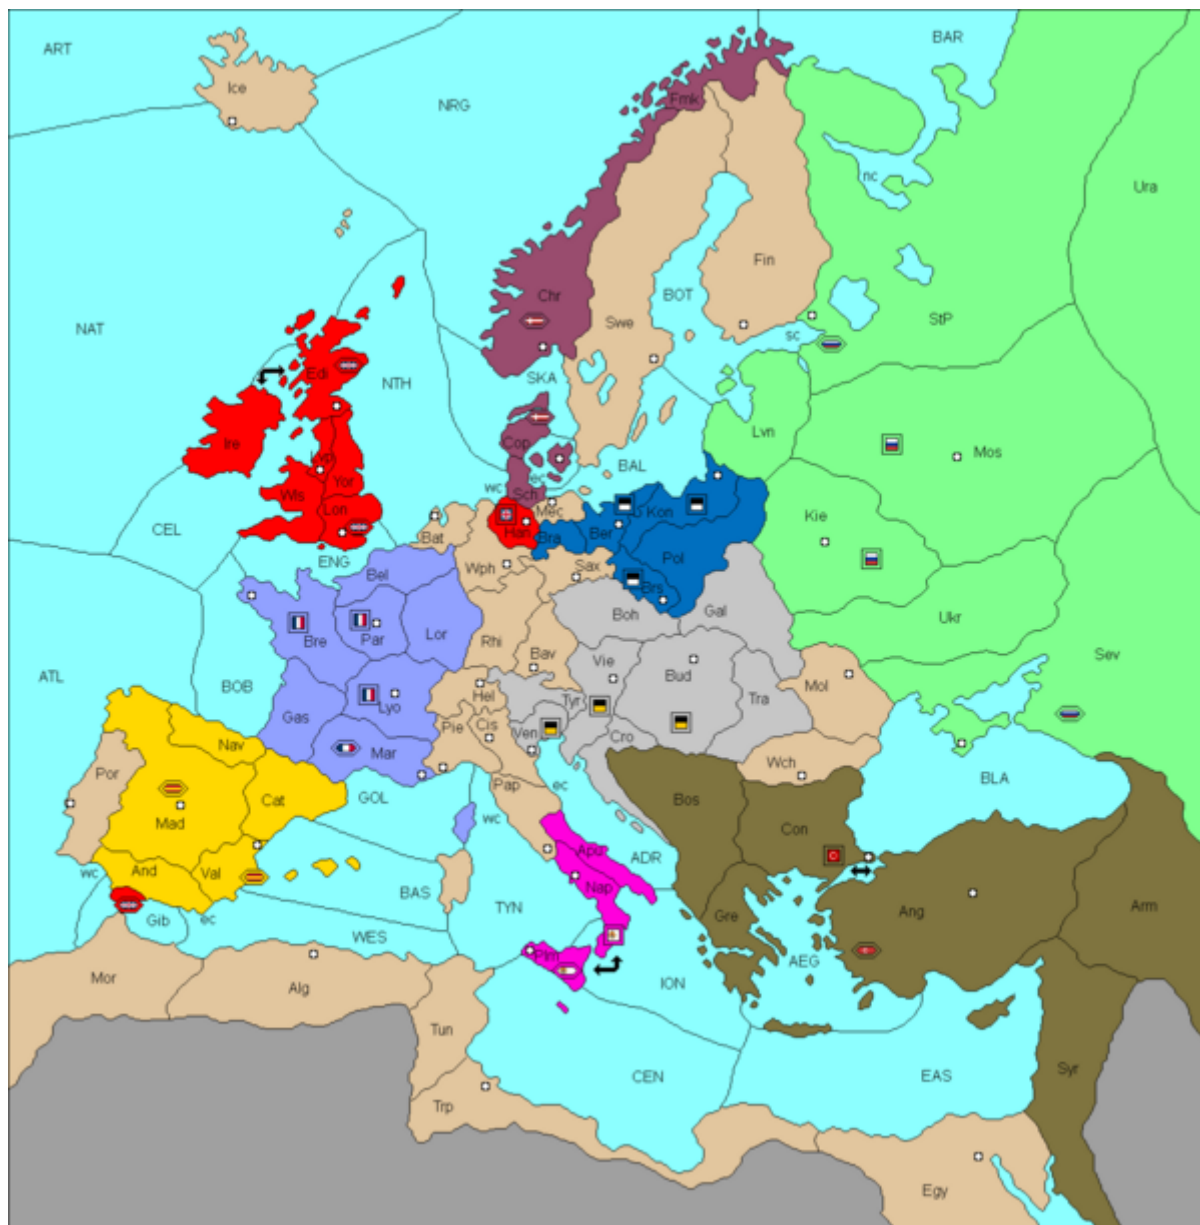 ART
BAR
Ice
NRG
Fmk
nc
Ura
Fin
Chr
BOT
StP
NAT
Swe
sc
Edi
NTH
SKA
Lvn
Ire
Cop
Mos
Lvp
Yor
BAL
ec
wc
Wls
Sch
Lon
Mec
Kon
Kie
CEL
Han
Bat
Bra
Ber
ENG
Pol
Bel
Wph
Sax
Brs
Boh
Gal
Ukr
Bre
Par
Lor
Rhi
Bav
Sev
Vie
Bud
ATL
BOB
Hel
Mol
Lyo
Tyr
Tra
Gas
Pie
Cis
Ven
Cro
Nav
Mar
Por
Wch
Pap
ec
BLA
GOL
Cat
Bos
wc
Mad
Con
Apu
ADR
And
Val
wc
BAS
Nap
TYN
Gre
Ang
Arm
Gib
ec
WES
Plm
AEG
Mor
Alg
ION
Tun
CEN
EAS
Syr
Trp
Egy